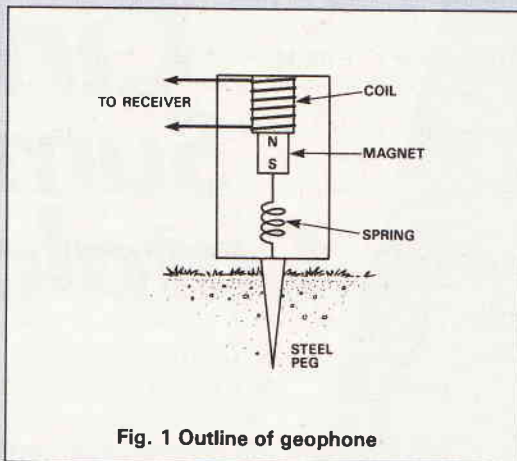 TO RECEIVER
COIL
N
MAGNET
S
SPRING
STEEL
PEG
Fig. 1 Outline of geophone